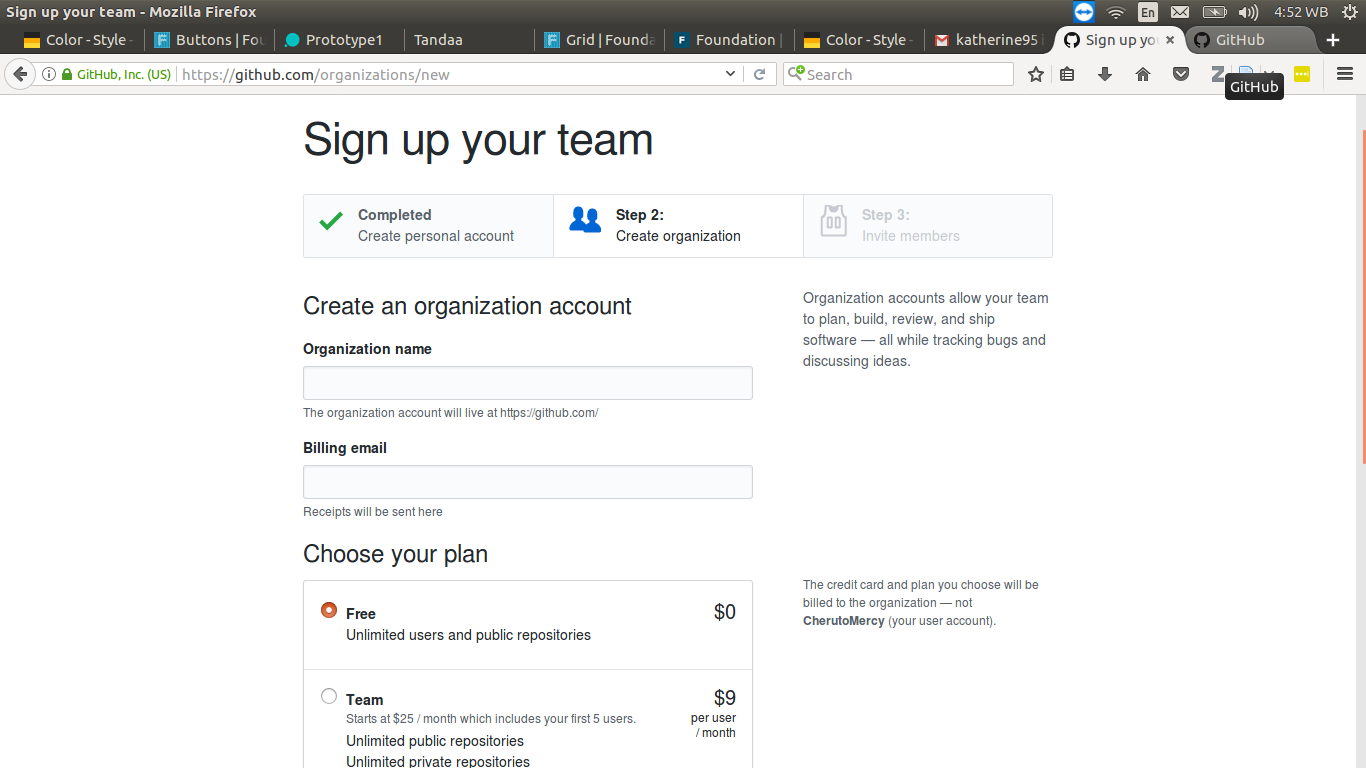 Sign up your team - Mozilla Firefox
En
4:52 WB
Color - Style -
Buttons | Fou
Prototype1
Tandaa
Grid | Founda
Foundation |
Color - Style -
katherine95
Sign up yo
GitHub
GitHub, Inc. (US)
https://github.com/organizations/new
Search
GitHub
Sign up your team
Completed
Create personal account
Step 2:
Create organization
Step 3:
Invite members
Create an organization account
Organization name
The organization account will live at https://github.com/
Billing email
Receipts will be sent here
Organization accounts allow your team
to plan, build, review, and ship
software — all while tracking bugs and
discussing ideas.
Choose your plan
Free
$0
Unlimited users and public repositories
Team
$9
Starts at $25 / month which includes your first 5 users.
per user
/ month
Unlimited public repositories
Unlimited private repositories
The credit card and plan you choose will be
billed to the organization — not
CherutoMercy (your user account).